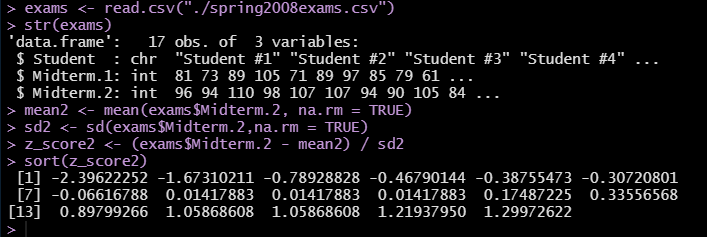 > exams <- read.csv("./spring2008exams.csv")
> str(exams)
'data.frame':   17 obs. of  3 variables:
 $ Student  : chr  "Student #1" "Student #2" "Student #3" "Student #4" ...
 $ Midterm.1: int  81 73 89 105 71 89 97 85 79 61 ...
 $ Midterm.2: int  96 94 110 98 107 107 94 90 105 84 ...
> mean2 <- mean(exams$Midterm.2, na.rm = TRUE)
> sd2 <- sd(exams$Midterm.2,na.rm = TRUE)
> z_score2 <- (exams$Midterm.2 - mean2) / sd2
> sort(z_score2)
 [1] -2.39622252 -1.67310211 -0.78928828 -0.46790144 -0.38755473 -0.30720801
 [7] -0.06616788  0.01417883  0.01417883  0.01417883  0.17487225  0.33556568
[13]  0.89799266  1.05868608  1.05868608  1.21937950  1.29972622
>